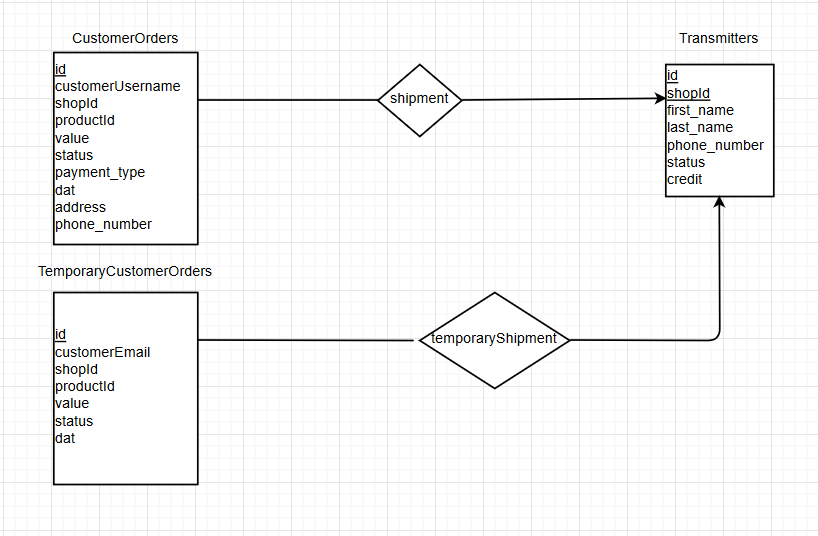 CustomerOrders
id
customerUsername
shopId
productId
value
status
payment_type
dat
address
phone_number
shipment
Transmitters
id
shopId
first_name
last_name
phone_number
status
credit
TemporaryCustomerOrders
id
customerEmail
shopId
productId
value
status
dat
temporaryShipment